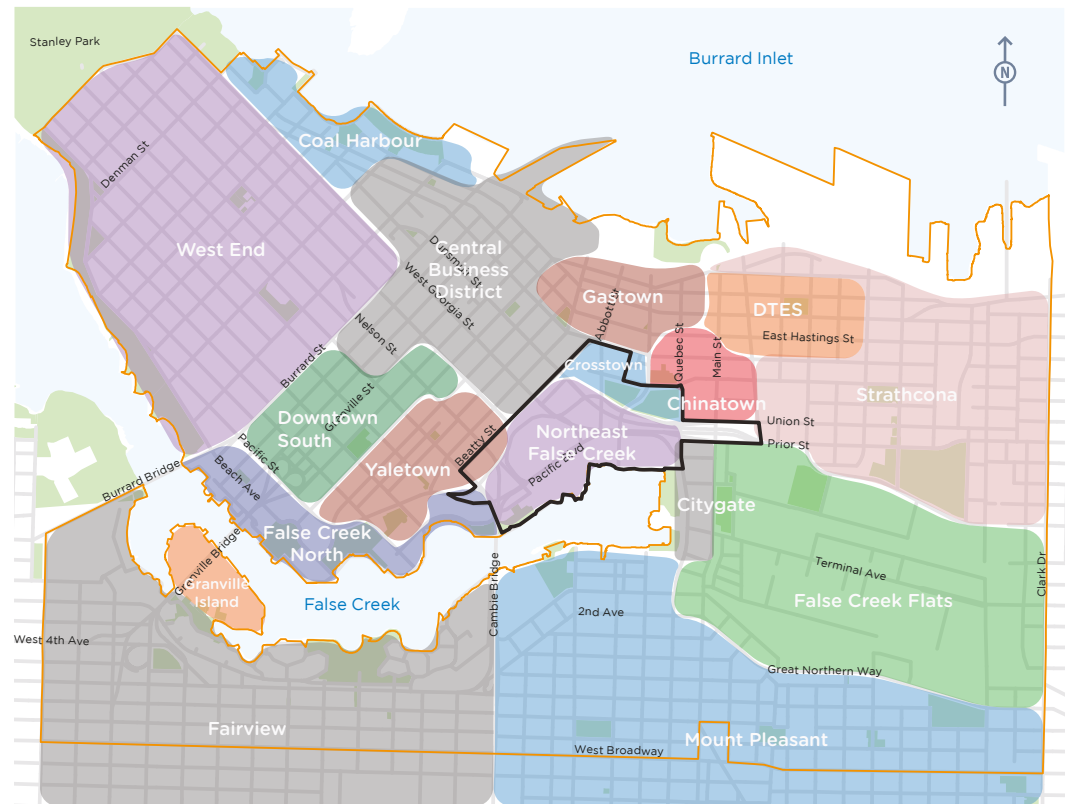 Stanley Park
Burrard Inlet
N
Coal Harbour
Denman St
West End
Central
Business
District
Dunsmuir St
West Georgia St
Gastown
Abbott St
DTES
East Hastings St
Quebec St
Main St
Nelson St
Burrard St
Crosstown
Chinatown
Strathcona
Granville St
Downtown
South
Union St
Prior St
Northeast
False Creek
Beatty St
Pacific Blvd
Pacific St
Yaletown
Beach Ave
Burrard Bridge
Citygate
False Creek
North
Granville Bridge
Granville
Island
False Creek
Cambie Bridge
Terminal Ave
Clark Dr
False Creek Flats
2nd Ave
West 4th Ave
Great Northern Way
Fairview
Mount Pleasant
West Broadway